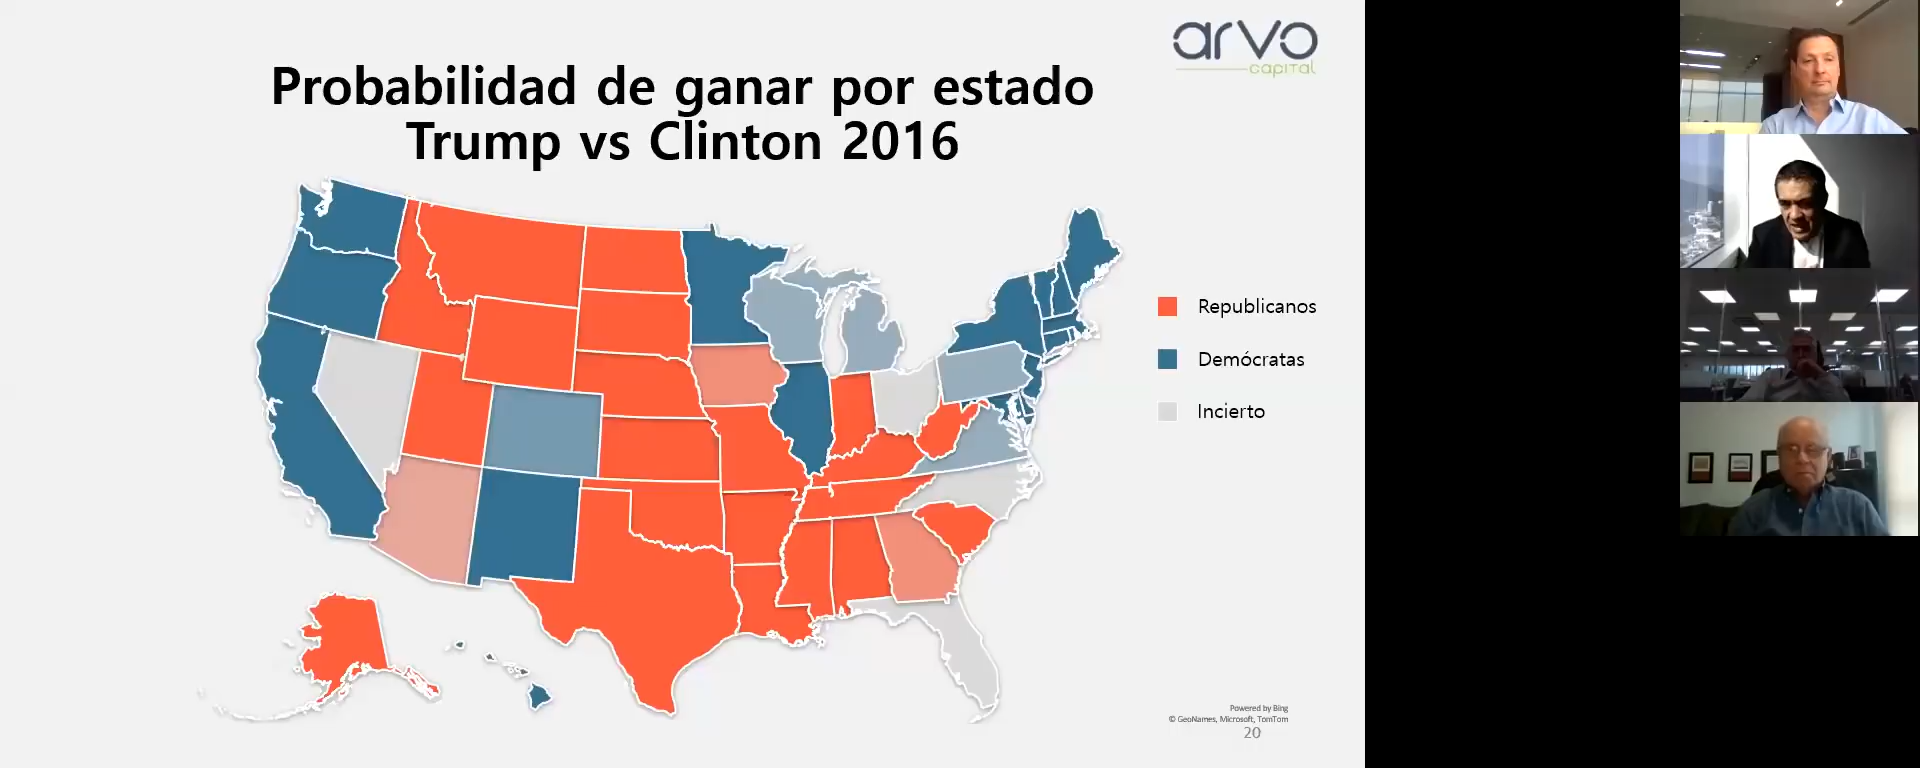 arvo
capital
Probabilidad de ganar por estado
Trump vs Clinton 2016
Republicanos
Demócratas
Incierto
Powered by Bing
© GeoNames, Microsoft, TomTom
20